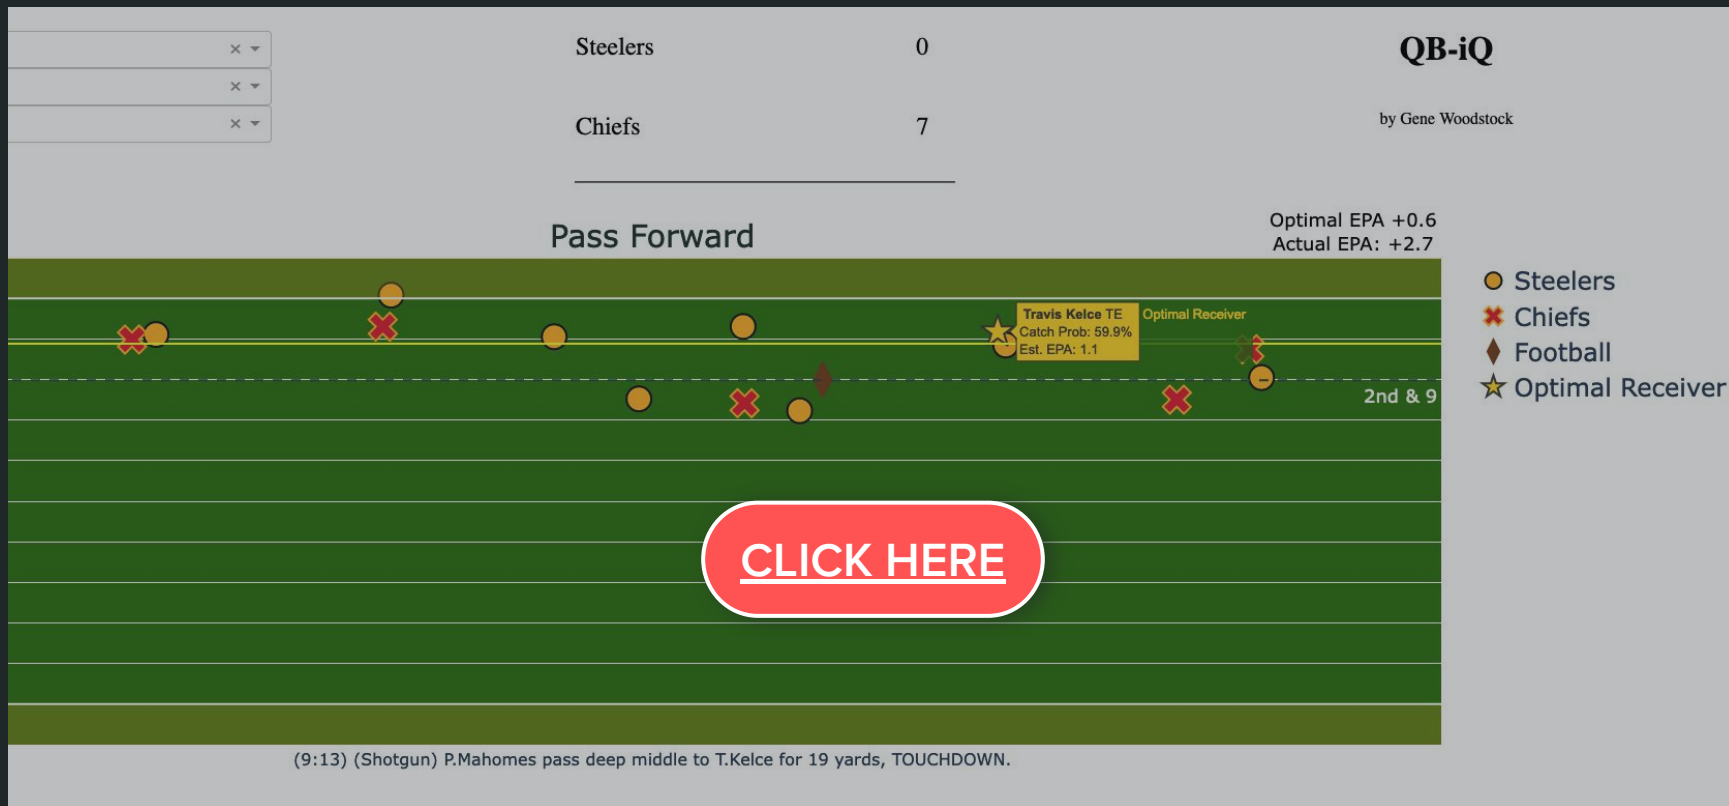 Steelers 0
Chiefs 7
QB-iQ
by Gene Woodstock
Pass Forward
Optimal EPA +0.6
Actual EPA: +2.7
Travis Kelce TE
Catch Prob: 59.9%
Est. EPA: 1.1
Optimal Receiver
2nd & 9
Steelers
Chiefs
Football
Optimal Receiver
CLICK HERE
(9:13) (Shotgun) P.Mahomes pass deep middle to T.Kelce for 19 yards, TOUCHDOWN.